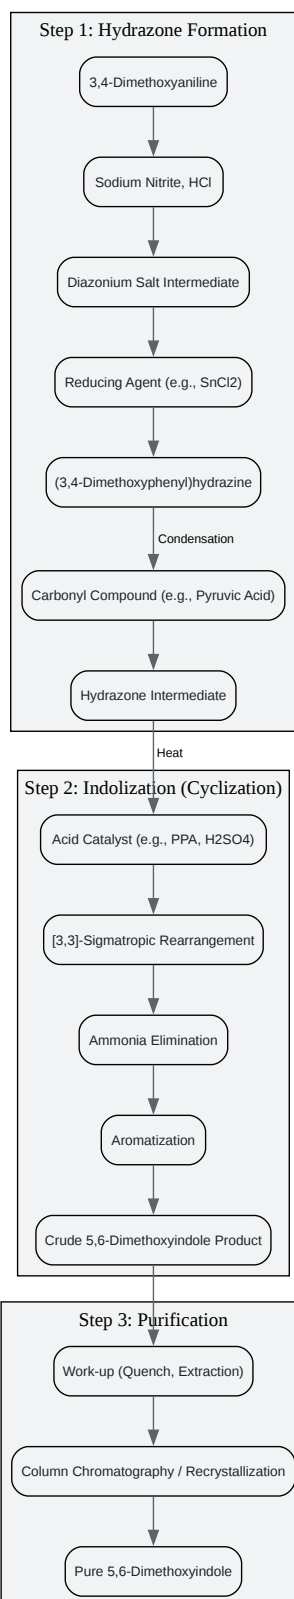 Step 1: Hydrazone Formation
3,4-Dimethoxyaniline
Sodium Nitrite, HCl
Diazonium Salt Intermediate
Reducing Agent (e.g., SnCl2)
(3,4-Dimethoxyphenyl)hydrazine
Condensation
Carbonyl Compound (e.g., Pyruvic Acid)
Hydrazone Intermediate
Heat
Step 2: Indolization (Cyclization)
Acid Catalyst (e.g., PPA, H2SO4)
[3,3]-Sigmatropic Rearrangement
Ammonia Elimination
Aromatization
Crude 5,6-Dimethoxyindole Product
Step 3: Purification
Work-up (Quench, Extraction)
Column Chromatography / Recrystallization
Pure 5,6-Dimethoxyindole